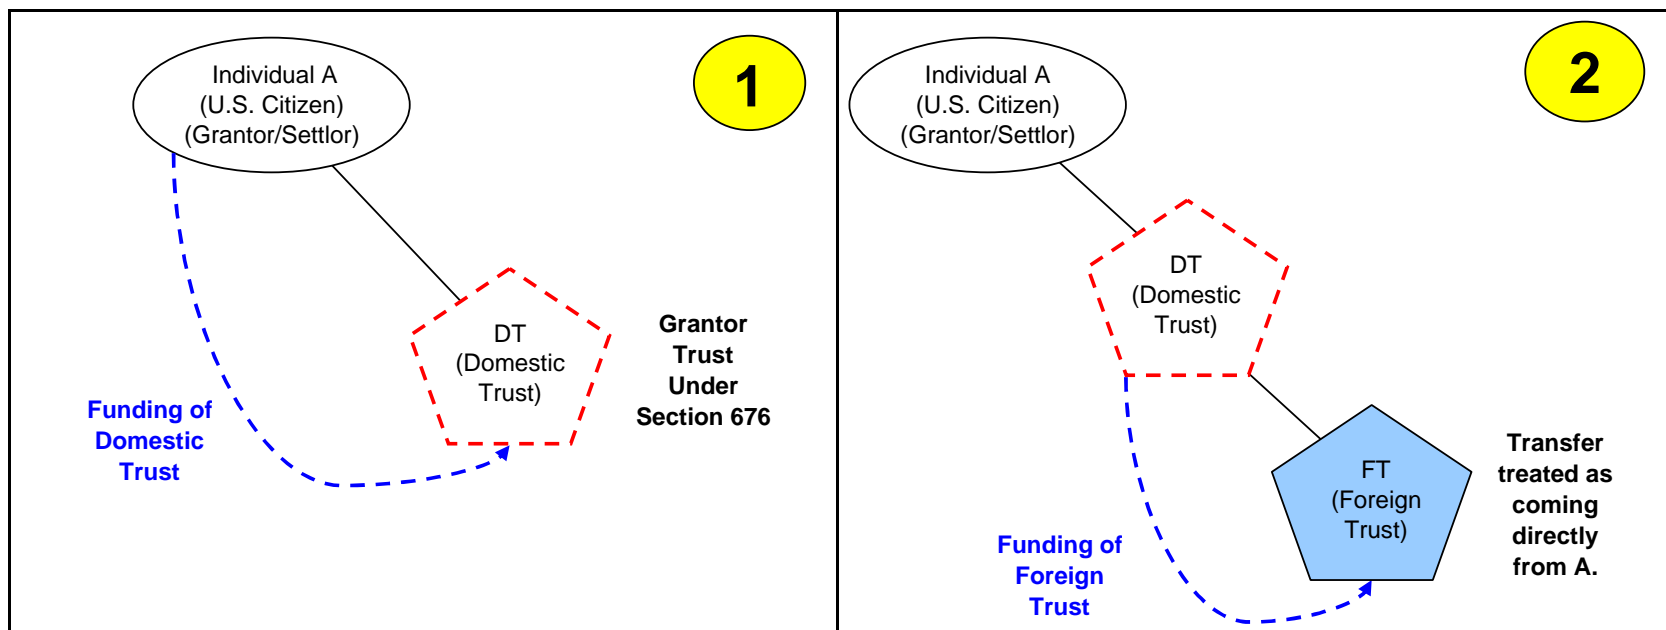 Individual A
(U.S. Citizen)
(Grantor/Settlor)
1
DT
(Domestic
Trust)
Grantor
Trust
Under
Section 676
Funding of
Domestic
Trust
Individual A
(U.S. Citizen)
(Grantor/Settlor)
2
DT
(Domestic
Trust)
FT
(Foreign
Trust)
Transfer
treated as
coming
directly
from A.
Funding of
Foreign
Trust